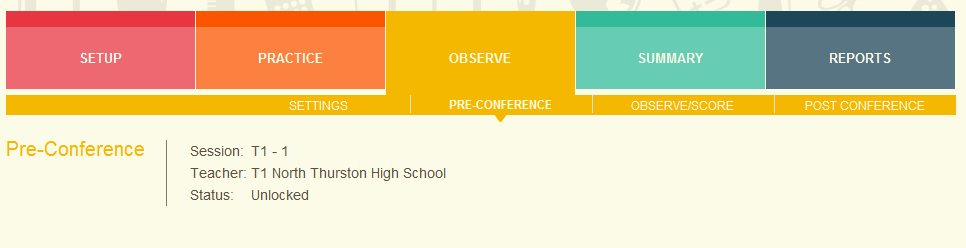 SETUP PRACTICE OBSERVE SUMMARY REPORTS
SETTINGS PRE-CONFERENCE OBSERVE/SCORE POST CONFERENCE
Pre-Conference
Session: T1 - 1
Teacher: T1 North Thurston High School
Status: Unlocked